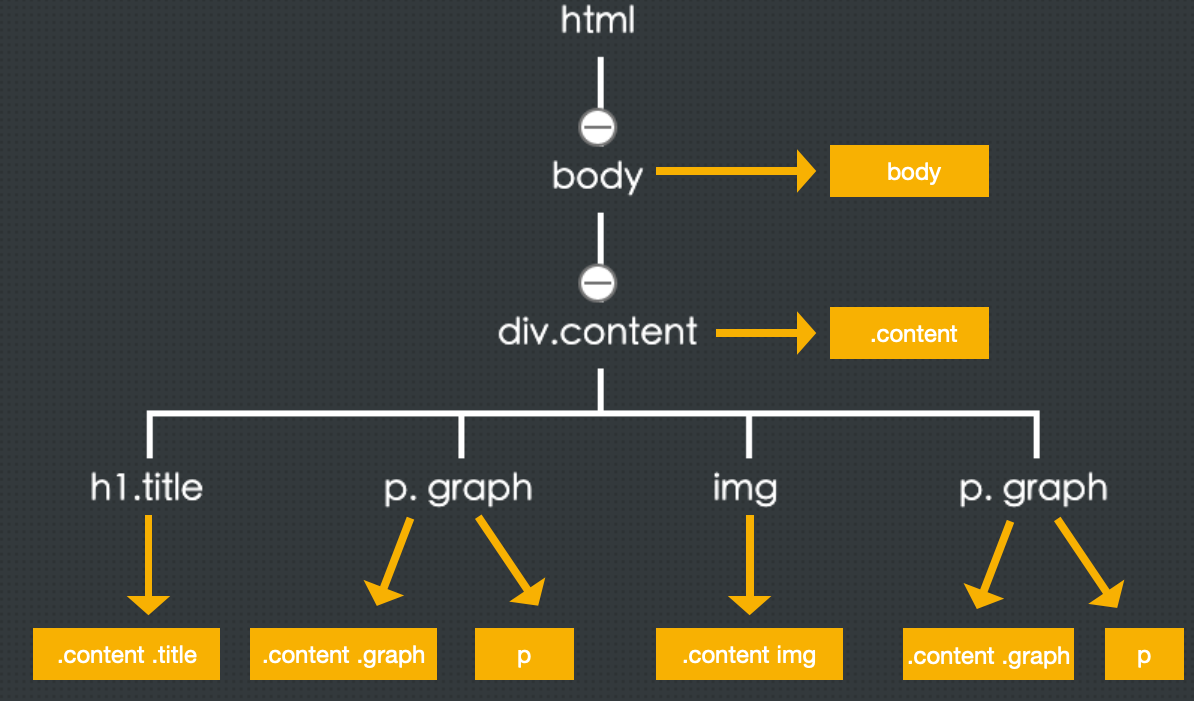 html
body
body
div.content
.content
h1.title
p. graph
img
p. graph
.content .title
.content .graph
p
.content img
.content .graph
p